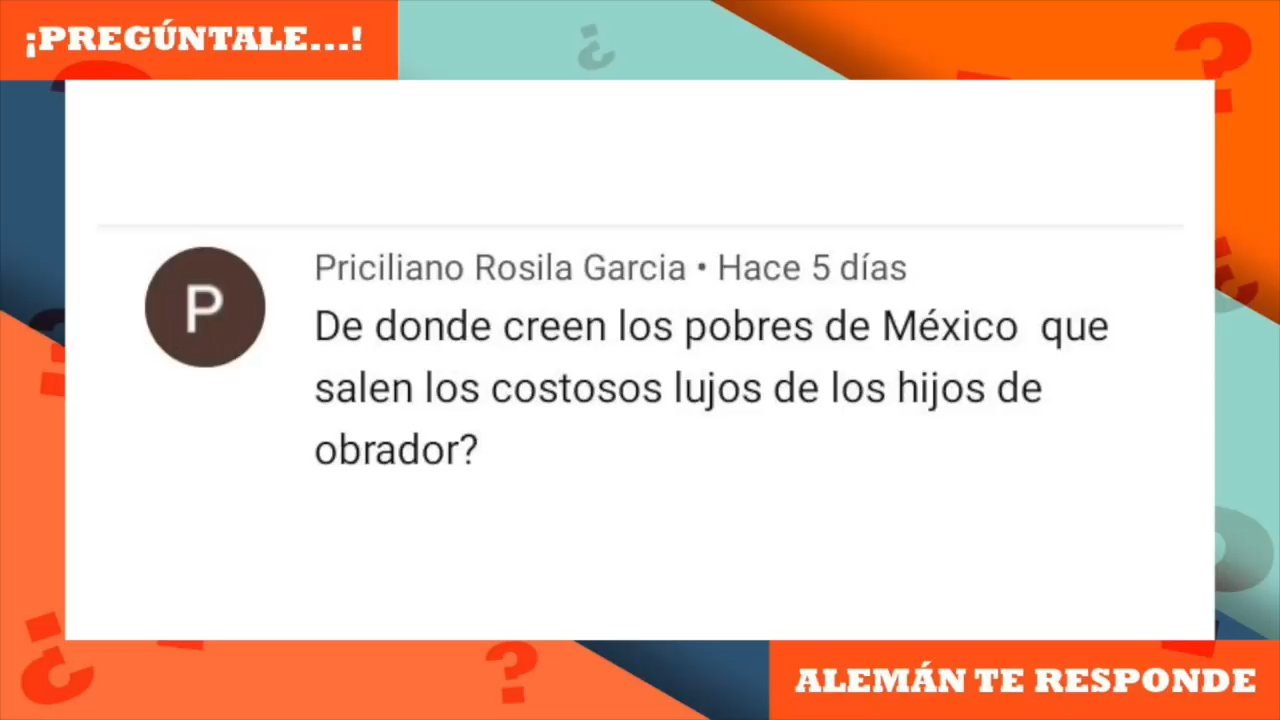 ¡PREGÚNTALE...!
Priciliano Rosila Garcia • Hace 5 días
P
De donde creen los pobres de México  que
salen los costosos lujos de los hijos de
obrador?
ALEMÁN TE RESPONDE